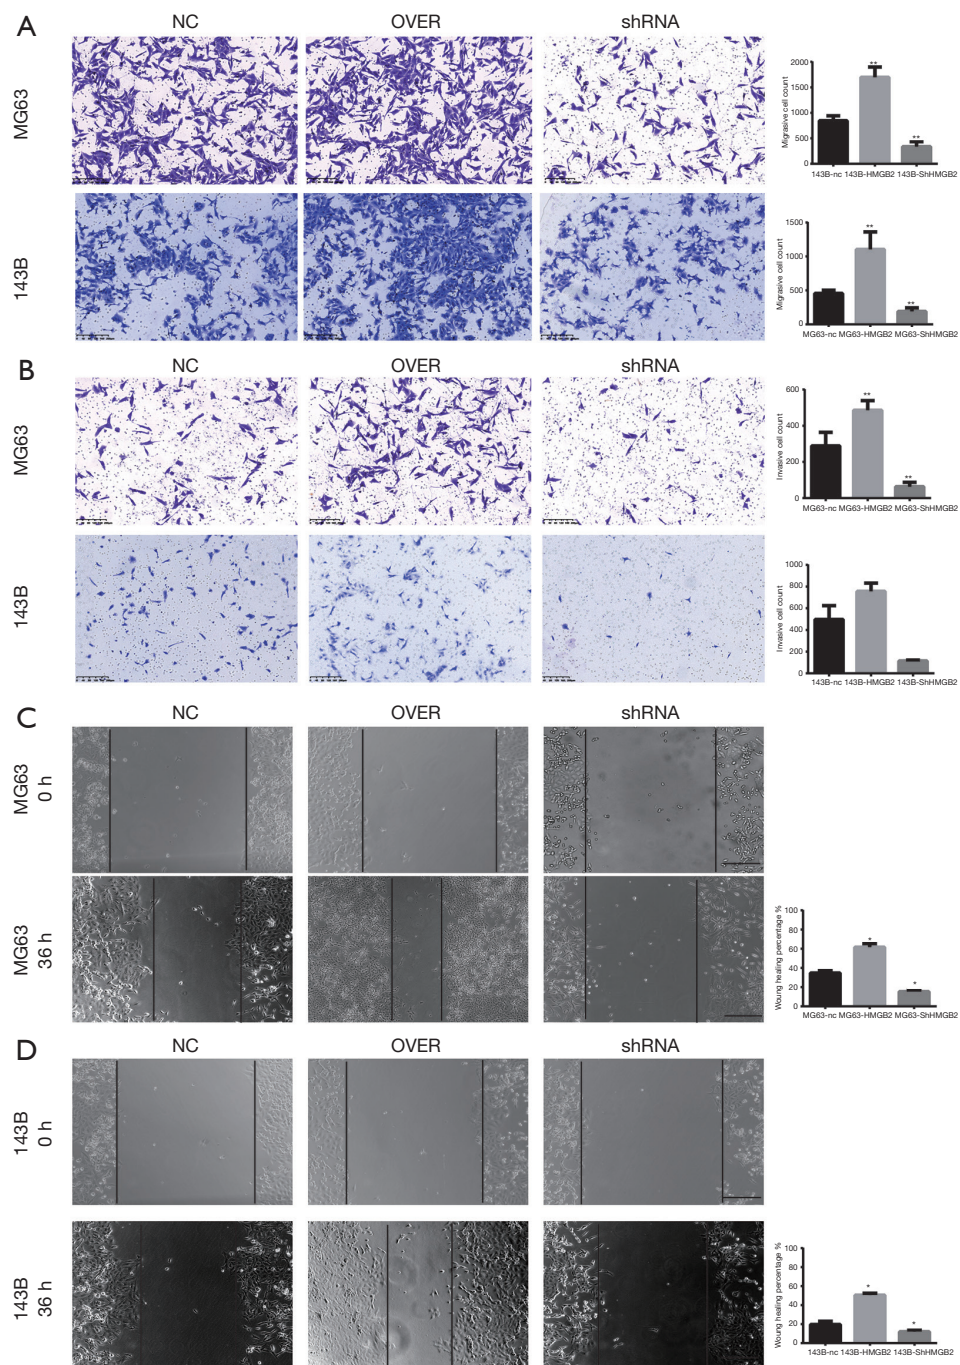 A
NC
OVER
shRNA
MG63
Migrasive cell count
2000
1500
1000
500
0
**
**
143B-nc 143B-HMGB2 143B-ShHMGB2
143B
Migrasive cell count
1500
1000
500
0
**
**
MG63-nc MG63-HMGB2 MG63-ShHMGB2
B
NC
OVER
shRNA
MG63
Invasive cell count
600
400
200
0
**
**
MG63-nc MG63-HMGB2 MG63-ShHMGB2
143B
Invasive cell count
1000
800
600
400
200
0
143B-nc 143B-HMGB2 143B-ShHMGB2
C
NC
OVER
shRNA
MG63
0 h
MG63
36 h
Woung healing percentage %
100
80
60
40
20
0
*
*
MG63-nc MG63-HMGB2 MG63-ShHMGB2
D
NC
OVER
shRNA
143B
0 h
143B
36 h
Woung healing percentage %
100
80
60
40
20
0
*
*
143B-nc 143B-HMGB2 143B-ShHMGB2